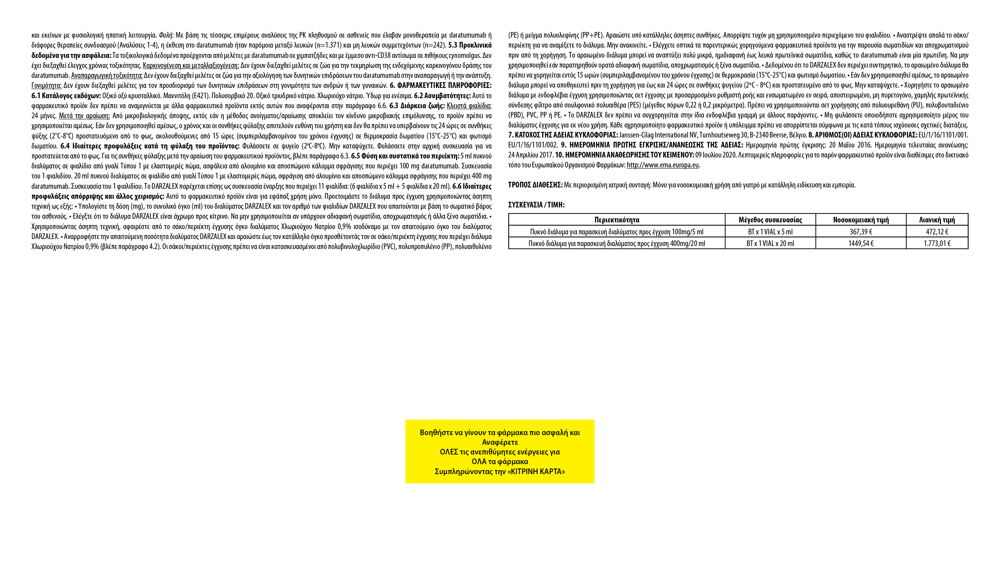 και εκείνων με φυσιολογική ηπατική λειτουργία. Φυλή: Με βάση τις τέσσερις επιμέρους αναλύσεις της PK πληθυσμού σε ασθενείς που έλαβαν μονοθεραπεία με daratumumab ή
διάφορες θεραπείες συνδυασμού (Αναλύσεις 1-4), η έκθεση στο daratumumab ήταν παρόμοια μεταξύ λευκών (n=1.371) και μη λευκών συμμετεχόντων (n=242). 5.3 Προκλινικά
δεδομένα για την ασφάλεια: Τα τοξικολογικά δεδομένα προέρχονται από μελέτες με daratumumab σε χιμπατζήδες και με έμμεσο αντι-CD38 αντίσωμα σε πιθήκους cynomolgus. Δεν
έχει διεξαχθεί έλεγχος χρόνιας τοξικότητας. Καρκινογένεση και μεταλλαξιογένεση: Δεν έχουν διεξαχθεί μελέτες σε ζώα για την τεκμηρίωση της ενδεχόμενης καρκινογόνου δράσης του
daratumumab. Αναπαραγωγική τοξικότητα: Δεν έχουν διεξαχθεί μελέτες σε ζώα για την αξιολόγηση των δυνητικών επιδράσεων του daratumumab στην αναπαραγωγή ή την ανάπτυξη.
Γονιμότητα: Δεν έχουν διεξαχθεί μελέτες για τον προσδιορισμό των δυνητικών επιδράσεων στη γονιμότητα των ανδρών ή των γυναικών. 6. ΦΑΡΜΑΚΕΥΤΙΚΕΣ ΠΛΗΡΟΦΟΡΙΕΣ:
6.1 Κατάλογος εκδόχων: Οξικό οξύ κρυσταλλικό. Μαννιτόλη (E421). Πολυσορβικό 20. Οξικό τριυδρικό νάτριο. Χλωριούχο νάτριο. Ύδωρ για ενέσιμα. 6.2 Ασυμβατότητες: Αυτό το
φαρμακευτικό προϊόν δεν πρέπει να αναμιγνύεται με άλλα φαρμακευτικά προϊόντα εκτός αυτών που αναφέρονται στην παράγραφο 6.6. 6.3 Διάρκεια ζωής: Κλειστά φιαλίδια:
24 μήνες. Μετά την αραίωση: Από μικροβιολογικής άποψης, εκτός εάν η μέθοδος ανοίγματος/αραίωσης αποκλείει τον κίνδυνο μικροβιακής επιμόλυνσης, το προϊόν πρέπει να
χρησιμοποιείται αμέσως. Εάν δεν χρησιμοποιηθεί αμέσως, ο χρόνος και οι συνθήκες φύλαξης αποτελούν ευθύνη του χρήστη και δεν θα πρέπει να υπερβαίνουν τις 24 ώρες σε συνθήκες
ψύξης (2°C-8°C) προστατευόμενο από το φως, ακολουθούμενες από 15 ώρες (συμπεριλαμβανομένου του χρόνου έγχυσης) σε θερμοκρασία δωματίου (15°C-25°C) και φωτισμό
δωματίου. 6.4 Ιδιαίτερες προφυλάξεις κατά τη φύλαξη του προϊόντος: Φυλάσσετε σε ψυγείο (2ºC-8ºC). Μην καταψύχετε. Φυλάσσετε στην αρχική συσκευασία για να
προστατεύεται από το φως. Για τις συνθήκες φύλαξης μετά την αραίωση του φαρμακευτικού προϊόντος, βλέπε παράγραφο 6.3. 6.5 Φύση και συστατικά του περιέκτη: 5 ml πυκνού
διαλύματος σε φιαλίδιο από γυαλί Τύπου 1 με ελαστομερές πώμα, ασφάλεια από αλουμίνιο και αποσπώμενο κάλυμμα σφράγισης που περιέχει 100 mg daratumumab. Συσκευασία
του 1 φιαλιδίου. 20 ml πυκνού διαλύματος σε φιαλίδιο από γυαλί Τύπου 1 με ελαστομερές πώμα, σφράγιση από αλουμίνιο και αποσπώμενο κάλυμμα σφράγισης που περιέχει 400 mg
daratumumab. Συσκευασία του 1 φιαλιδίου. Το DARZALEX παρέχεται επίσης ως συσκευασία έναρξης που περιέχει 11 φιαλίδια: (6 φιαλίδια x 5 ml + 5 φιαλίδια x 20 ml). 6.6 Ιδιαίτερες
προφυλάξεις απόρριψης και άλλος χειρισμός: Αυτό το φαρμακευτικό προϊόν είναι για εφάπαξ χρήση μόνο. Προετοιμάστε το διάλυμα προς έγχυση χρησιμοποιώντας άσηπτη
τεχνική ως εξής: • Υπολογίστε τη δόση (mg), το συνολικό όγκο (ml) του διαλύματος DARZALEX και τον αριθμό των φιαλιδίων DARZALEX που απαιτούνται με βάση το σωματικό βάρος
του ασθενούς. • Ελέγξτε ότι το διάλυμα DARZALEX είναι άχρωμο προς κίτρινο. Να μην χρησιμοποιείται αν υπάρχουν αδιαφανή σωματίδια, αποχρωματισμός ή άλλα ξένα σωματίδια. •
Χρησιμοποιώντας άσηπτη τεχνική, αφαιρέστε από το σάκο/περιέκτη έγχυσης όγκο διαλύματος Χλωριούχου Νατρίου 0,9% ισοδύναμο με τον απαιτούμενο όγκο του διαλύματος
DARZALEX. • Αναρροφήστε την απαιτούμενη ποσότητα διαλύματος DARZALEX και αραιώστε έως τον κατάλληλο όγκο προσθέτοντάς τον σε σάκο/περιέκτη έγχυσης που περιέχει διάλυμα
Χλωριούχου Νατρίου 0,9% (βλέπε παράγραφο 4.2). Οι σάκοι/περιέκτες έγχυσης πρέπει να είναι κατασκευασμένοι από πολυβινυλοχλωρίδιο (PVC), πολυπροπυλένιο (PP), πολυαιθυλένιο
(PE) ή μείγμα πολυολεφίνης (PP+PE). Αραιώστε υπό κατάλληλες άσηπτες συνθήκες. Απορρίψτε τυχόν μη χρησιμοποιημένο περιεχόμενο του φιαλιδίου. • Αναστρέψτε απαλά το σάκο/
περιέκτη για να αναμίξετε το διάλυμα. Μην ανακινείτε. • Ελέγχετε οπτικά τα παρεντερικώς χορηγούμενα φαρμακευτικά προϊόντα για την παρουσία σωματιδίων και αποχρωματισμού
πριν από τη χορήγηση. Το αραιωμένο διάλυμα μπορεί να αναπτύξει πολύ μικρά, ημιδιαφανή έως λευκά πρωτεϊνικά σωματίδια, καθώς το daratumumab είναι μία πρωτεΐνη. Να μην
χρησιμοποιηθεί εάν παρατηρηθούν ορατά αδιαφανή σωματίδια, αποχρωματισμός ή ξένα σωματίδια. • Δεδομένου ότι το DARZALEX δεν περιέχει συντηρητικό, το αραιωμένο διάλυμα θα
πρέπει να χορηγείται εντός 15 ωρών (συμπεριλαμβανομένου του χρόνου έγχυσης) σε θερμοκρασία (15°C-25°C) και φωτισμό δωματίου. • Εάν δεν χρησιμοποιηθεί αμέσως, το αραιωμένο
διάλυμα μπορεί να αποθηκευτεί πριν τη χορήγηση για έως και 24 ώρες σε συνθήκες ψυγείου (2ºC - 8ºC) και προστατευμένο από το φως. Μην καταψύχετε. • Χορηγήστε το αραιωμένο
διάλυμα με ενδοφλέβια έγχυση χρησιμοποιώντας σετ έγχυσης με προσαρμοσμένο ρυθμιστή ροής και ενσωματωμένο εν σειρά, αποστειρωμένο, μη πυρετογόνο, χαμηλής πρωτεϊνικής
σύνδεσης φίλτρο από σουλφονικό πολυαιθέρα (PES) (μέγεθος πόρων 0,22 ή 0,2 μικρόμετρα). Πρέπει να χρησιμοποιούνται σετ χορήγησης από πολυουρεθάνη (PU), πολυβουταδιένιο
(PBD), PVC, PP ή PE. • Το DARZALEX δεν πρέπει να συγχορηγείται στην ίδια ενδοφλέβια γραμμή με άλλους παράγοντες. • Μη φυλάσσετε οποιοδήποτε αχρησιμοποίητο μέρος του
διαλύματος έγχυσης για εκ νέου χρήση. Κάθε αχρησιμοποίητο φαρμακευτικό προϊόν ή υπόλειμμα πρέπει να απορρίπτεται σύμφωνα με τις κατά τόπους ισχύουσες σχετικές διατάξεις.
7. ΚΑΤΟΧΟΣ ΤΗΣ ΑΔΕΙΑΣ ΚΥΚΛΟΦΟΡΙΑΣ: Janssen-Cilag International NV, Turnhoutseweg 30, B-2340 Beerse, Βέλγιο. 8. ΑΡΙΘΜΟΣ(ΟΙ) ΑΔΕΙΑΣ ΚΥΚΛΟΦΟΡΙΑΣ: EU/1/16/1101/001.
EU/1/16/1101/002. 9. ΗΜΕΡΟΜΗΝΙΑ ΠΡΩΤΗΣ ΕΓΚΡΙΣΗΣ/ΑΝΑΝΕΩΣΗΣ ΤΗΣ ΑΔΕΙΑΣ: Ημερομηνία πρώτης έγκρισης: 20 Μαΐου 2016. Ημερομηνία τελευταίας ανανέωσης:
24 Απριλίου 2017. 10. ΗΜΕΡΟΜΗΝΙΑ ΑΝΑΘΕΩΡΗΣΗΣ ΤΟΥ ΚΕΙΜΕΝΟΥ: 09 Ιουλίου 2020. Λεπτομερείς πληροφορίες για το παρόν φαρμακευτικό προϊόν είναι διαθέσιμες στο δικτυακό
τόπο του Ευρωπαϊκού Οργανισμού Φαρμάκων: http://www.ema.europa.eu.
ΤΡΟΠΟΣ ΔΙΑΘΕΣΗΣ: Με περιορισμένη ιατρική συνταγή: Μόνο για νοσοκομειακή χρήση από γιατρό με κατάλληλη ειδίκευση και εμπειρία.
ΣΥΣΚΕΥΑΣΙΑ / ΤΙΜΗ:
Περιεκτικότητα Μέγεθος συσκευασίας Νοσοκομειακή τιμή Λιανική τιμή
Πυκνό διάλυμα για παρασκευή διαλύματος προς έγχυση 100mg/5 ml BT x 1 VIAL x 5 ml 367,39 € 472,12 €
Πυκνό διάλυμα για παρασκευή διαλύματος προς έγχυση 400mg/20 ml BT x 1 VIAL x 20 ml 1449,54 € 1.773,01 €
Βοηθήστε να γίνουν τα φάρμακα πιο ασφαλή και
Αναφέρετε
ΟΛΕΣ τις ανεπιθύμητες ενέργειες για
ΟΛΑ τα φάρμακα
Συμπληρώνοντας την «ΚΙΤΡΙΝΗ ΚΑΡΤΑ»